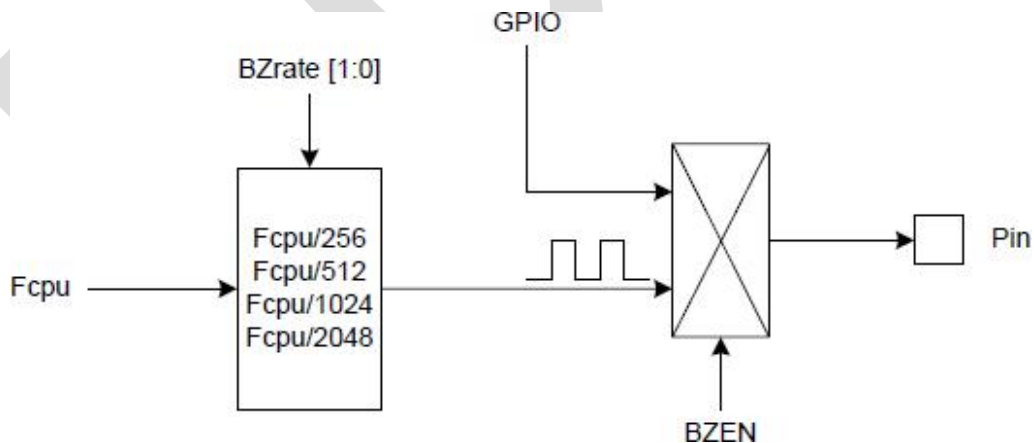 GPIO
BZrate [1:0]
Fcpu/256
Fcpu/512
Fcpu/1024
Fcpu/2048
Fcpu
Pin
BZEN